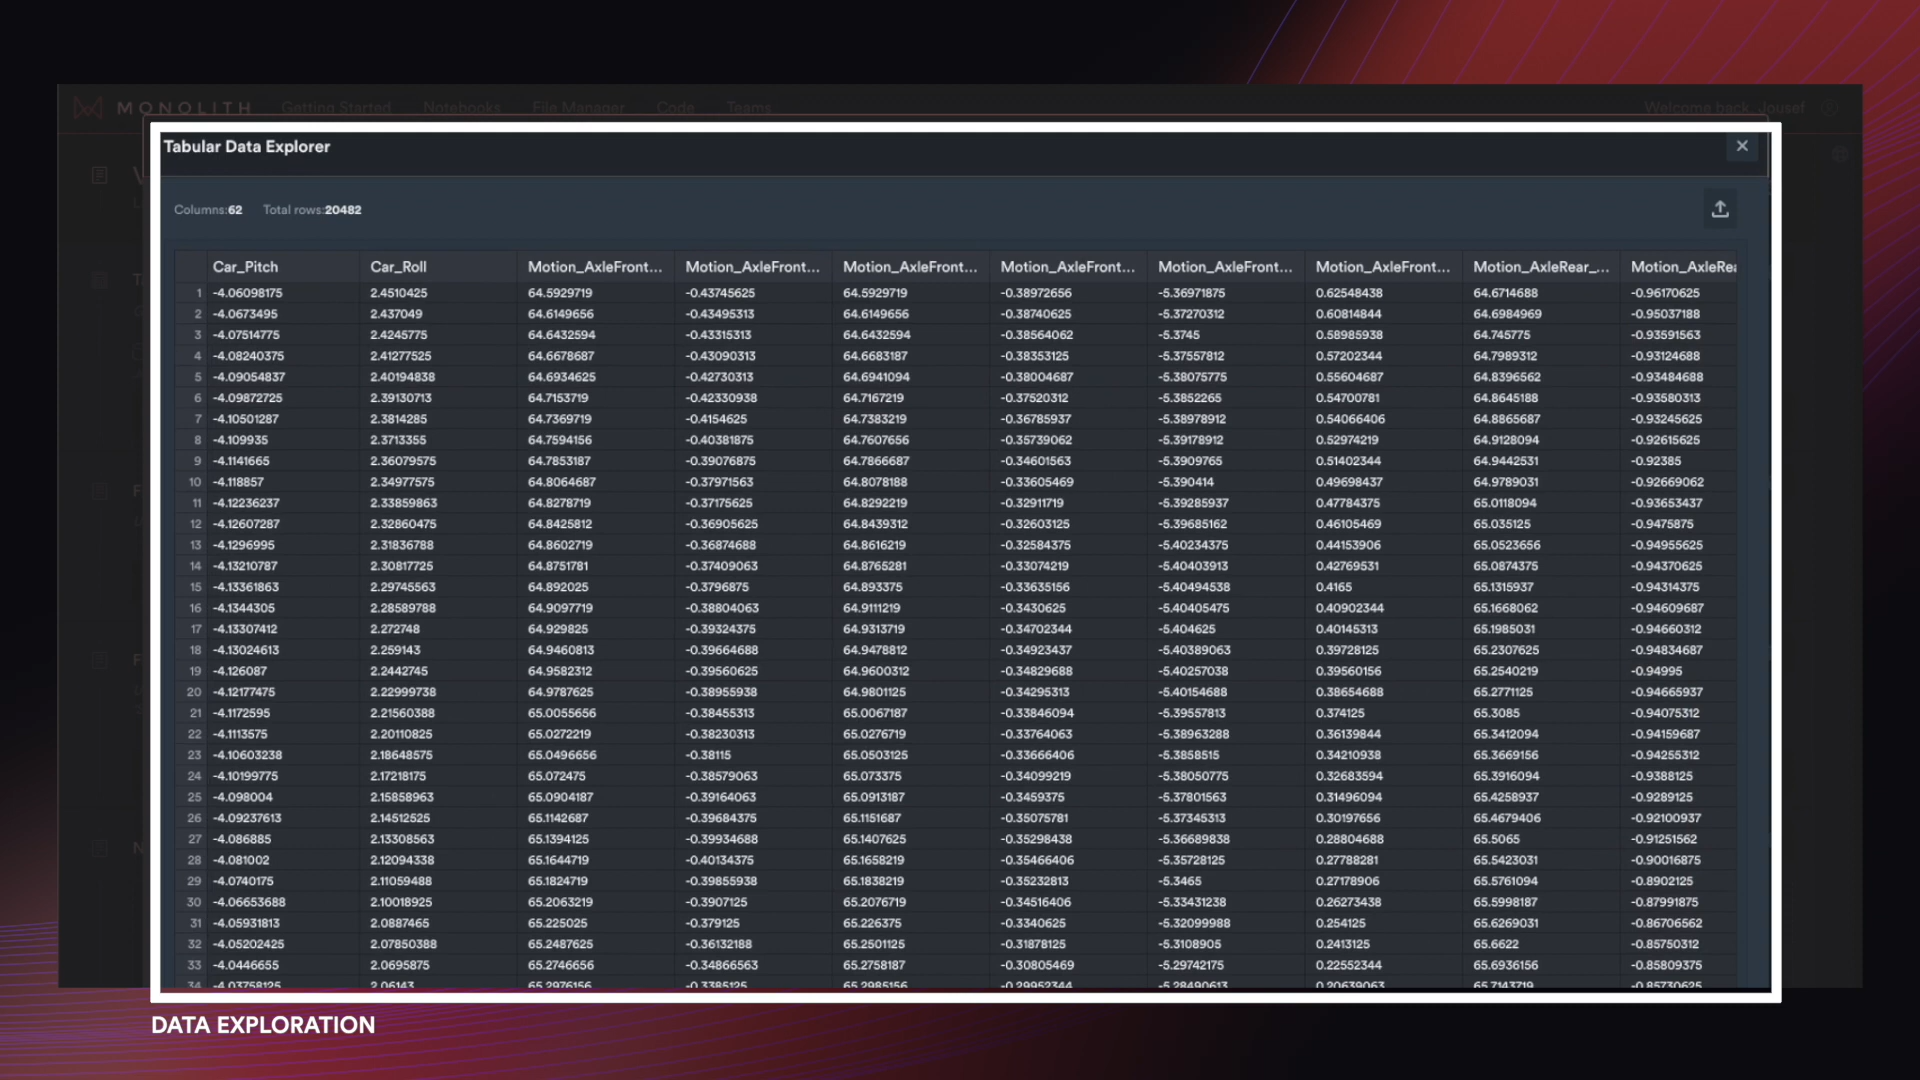 MONOLITH Getting Started Notebooks File Manager Code Teams Welcome back, Jousef
Tabular Data Explorer
Columns:62 Total rows:20482
Car_Pitch Car_Roll Motion_AxleFront... Motion_AxleFront... Motion_AxleFront... Motion_AxleFront... Motion_AxleFront... Motion_AxleFront... Motion_AxleRear_... Motion_AxleRea
1 -4.06098175 2.4510425 64.5929719 -0.43745625 64.5929719 -0.38972656 -5.36971875 0.62548438 64.6714688 -0.96170625
2 -4.0673495 2.437049 64.6149656 -0.43495313 64.6149656 -0.38740625 -5.37270312 0.60814844 64.6984969 -0.95037188
3 -4.07514775 2.4245775 64.6432594 -0.43315313 64.6432594 -0.38564062 -5.3745 0.58985938 64.745775 -0.93591563
4 -4.08240375 2.41277525 64.6678687 -0.43090313 64.6683187 -0.38353125 -5.37557812 0.57202344 64.7989312 -0.93124688
5 -4.09054837 2.40194838 64.6934625 -0.42730313 64.6941094 -0.38004687 -5.38075775 0.55604687 64.8396562 -0.93484688
6 -4.09872725 2.39130713 64.7153719 -0.42330938 64.7167219 -0.37520312 -5.3852265 0.54700781 64.8645188 -0.93580313
7 -4.10501287 2.3814285 64.7369719 -0.4154625 64.7383219 -0.36785937 -5.38978912 0.54066406 64.8865687 -0.93245625
8 -4.109935 2.3713355 64.7594156 -0.40381875 64.7607656 -0.35739062 -5.39178912 0.52974219 64.9128094 -0.92615625
9 -4.1141665 2.36079575 64.7853187 -0.39076875 64.7866687 -0.34601563 -5.3909765 0.51402344 64.9442531 -0.92385
10 -4.118857 2.34977575 64.8064687 -0.37971563 64.8078188 -0.33605469 -5.390414 0.49698437 64.9789031 -0.92669062
11 -4.12236237 2.33859863 64.8278719 -0.37175625 64.8292219 -0.32911719 -5.39285937 0.47784375 65.0118094 -0.93653437
12 -4.12607287 2.32860475 64.8425812 -0.36905625 64.8439312 -0.32603125 -5.39685162 0.46105469 65.035125 -0.9475875
13 -4.1296995 2.31836788 64.8602719 -0.36874688 64.8616219 -0.32584375 -5.40234375 0.44153906 65.0523656 -0.94955625
14 -4.13210787 2.30817725 64.8751781 -0.37409063 64.8765281 -0.33074219 -5.40403913 0.42769531 65.0874375 -0.94370625
15 -4.13361863 2.29745563 64.892025 -0.3796875 64.893375 -0.33635156 -5.40494538 0.4165 65.1315937 -0.94314375
16 -4.1344305 2.28589788 64.9097719 -0.38804063 64.9111219 -0.3430625 -5.40405475 0.40902344 65.1668062 -0.94609687
17 -4.13307412 2.272748 64.929825 -0.39324375 64.9313719 -0.34702344 -5.404625 0.40145313 65.1985031 -0.94660312
18 -4.13024613 2.259143 64.9460813 -0.39664688 64.9478812 -0.34923437 -5.40389063 0.39728125 65.2307625 -0.94834687
19 -4.126087 2.2442745 64.9582312 -0.39560625 64.9600312 -0.34829688 -5.40257038 0.39560156 65.2540219 -0.94995
20 -4.12177475 2.22999738 64.9787625 -0.38955938 64.9801125 -0.34295313 -5.40154688 0.38654688 65.2771125 -0.94665937
21 -4.1172595 2.21560388 65.0055656 -0.38455313 65.0067187 -0.33846094 -5.39557813 0.374125 65.3085 -0.94075312
22 -4.1113575 2.20110825 65.0272219 -0.38230313 65.0276719 -0.33764063 -5.38963288 0.36139844 65.3412094 -0.94159687
23 -4.10603238 2.18648575 65.0496656 -0.38115 65.0503125 -0.33666406 -5.3858515 0.34210938 65.3669156 -0.94255312
24 -4.10199775 2.17218175 65.072475 -0.38579063 65.073375 -0.34099219 -5.38050775 0.32683594 65.3916094 -0.9388125
25 -4.098004 2.15858963 65.0904187 -0.39164063 65.0913187 -0.3459375 -5.37801563 0.31496094 65.4258937 -0.9289125
26 -4.09237613 2.14512525 65.1142687 -0.39684375 65.1151687 -0.35075781 -5.37345313 0.30197656 65.4679406 -0.92100937
27 -4.086885 2.13308563 65.1394125 -0.39934688 65.1407625 -0.35298438 -5.36689838 0.28804688 65.5065 -0.91251562
28 -4.081002 2.12094338 65.1644719 -0.40134375 65.1658219 -0.35466406 -5.35728125 0.27788281 65.5423031 -0.90016875
29 -4.0740175 2.11059488 65.1824719 -0.39855938 65.1838219 -0.35232813 -5.3465 0.27178906 65.5761094 -0.8902125
30 -4.06653688 2.10018925 65.2063219 -0.3907125 65.2076719 -0.34516406 -5.33431238 0.26273438 65.5998187 -0.87991875
31 -4.05931813 2.0887465 65.225025 -0.379125 65.226375 -0.3340625 -5.32099988 0.254125 65.6269031 -0.86706562
32 -4.05202425 2.07850388 65.2487625 -0.36132188 65.2501125 -0.31878125 -5.3108905 0.2413125 65.6622 -0.85750312
33 -4.0446655 2.0695875 65.2746656 -0.34866563 65.2758187 -0.30805469 -5.29742175 0.22552344 65.6936156 -0.85809375
34 -4.03758125 2.06143 65.2976156 -0.3385125 65.2985156 -0.29952344 -5.28490613 0.20639063 65.7143719 -0.85730625
DATA EXPLORATION